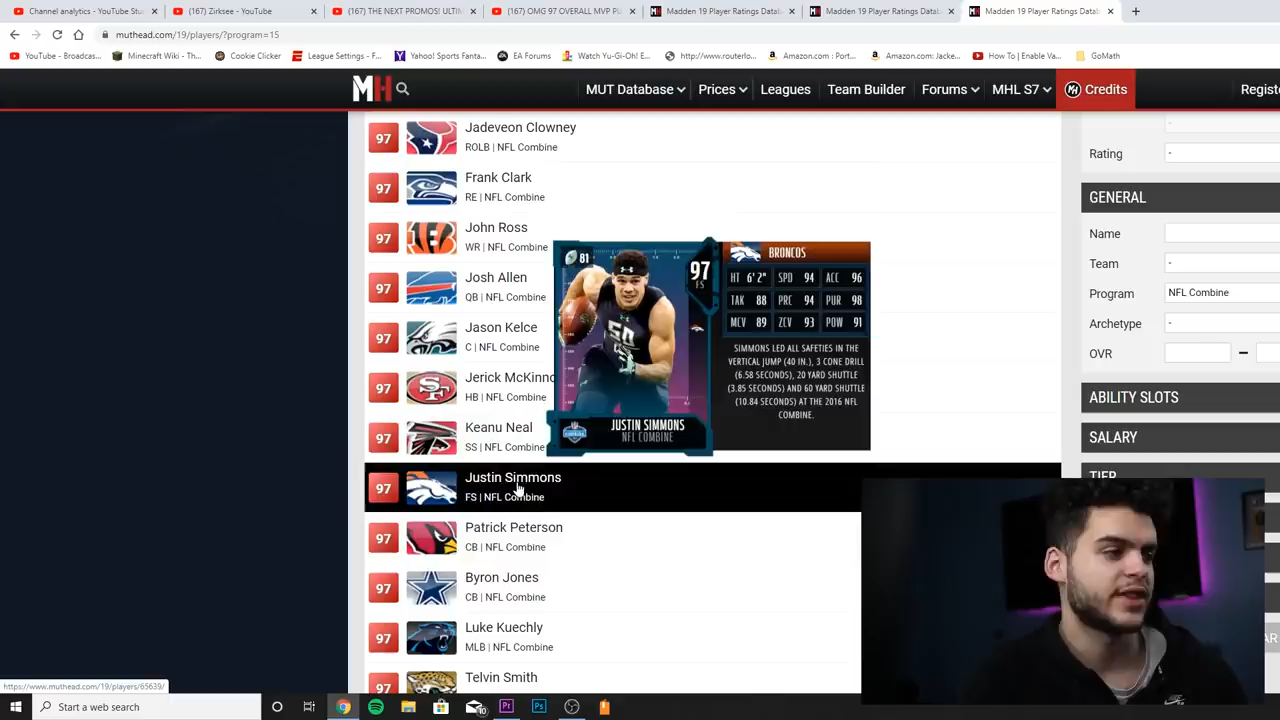 Channel analytics - YouTube Stu
(167) Zirksee - YouTube
(167) THE NEXT PROMOS! ULTIM
(167) OMG 97 OVERALL MVP PL
Madden 19 Player Ratings Datab
Madden 19 Player Ratings Datab
Madden 19 Player Ratings Datab
muthead.com/19/players/?program=15
YouTube - Broadcas...
Minecraft Wiki - Th...
Cookie Clicker
League Settings - F...
Yahoo! Sports Fanta...
EA Forums
Watch Yu-Gi-Oh! E...
http://www.routerlo...
Amazon.com : Port...
Amazon.com: Jacke...
How To | Enable Va...
GoMath
MH
MUT Database
Prices
Leagues
Team Builder
Forums
MHL S7
Credits
Regist
97
Jadeveon Clowney
ROLB | NFL Combine
97
Frank Clark
RE | NFL Combine
97
John Ross
WR | NFL Combine
97
Josh Allen
QB | NFL Combine
97
Jason Kelce
C | NFL Combine
97
Jerick McKinno
HB | NFL Combine
97
Keanu Neal
SS | NFL Combine
97
Justin Simmons
FS | NFL Combine
97
Patrick Peterson
CB | NFL Combine
97
Byron Jones
CB | NFL Combine
97
Luke Kuechly
MLB | NFL Combine
97
Telvin Smith
81
97
FS
50
JUSTIN SIMMONS
NFL COMBINE
BRONCOS
HT 6' 2" SPD 94 ACC 96
TAK 88 PRC 94 PUR 98
MCV 89 ZCV 93 POW 91
SIMMONS LED ALL SAFETIES IN THE
VERTICAL JUMP (40 IN.), 3 CONE DRILL
(6.58 SECONDS), 20 YARD SHUTTLE
(3.85 SECONDS) AND 60 YARD SHUTTLE
(10.84 SECONDS) AT THE 2016 NFL
COMBINE.
Rating -
GENERAL
Name
Team -
Program NFL Combine
Archetype -
OVR
ABILITY SLOTS
SALARY
TIER
https://www.muthead.com/19/players/65639/
Start a web search
10
Pr
Ps